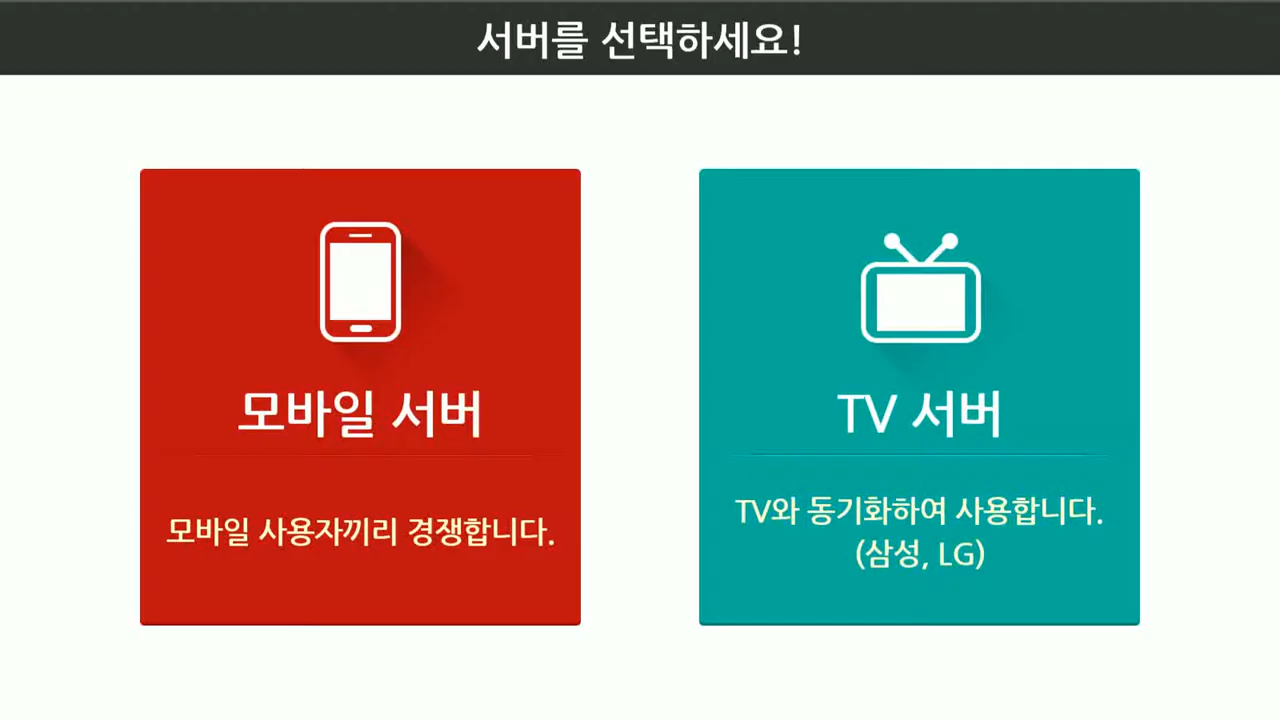 서버를 선택하세요!
모바일 서버
모바일 사용자끼리 경쟁합니다.
TV 서버
TV와 동기화하여 사용합니다.
(삼성, LG)